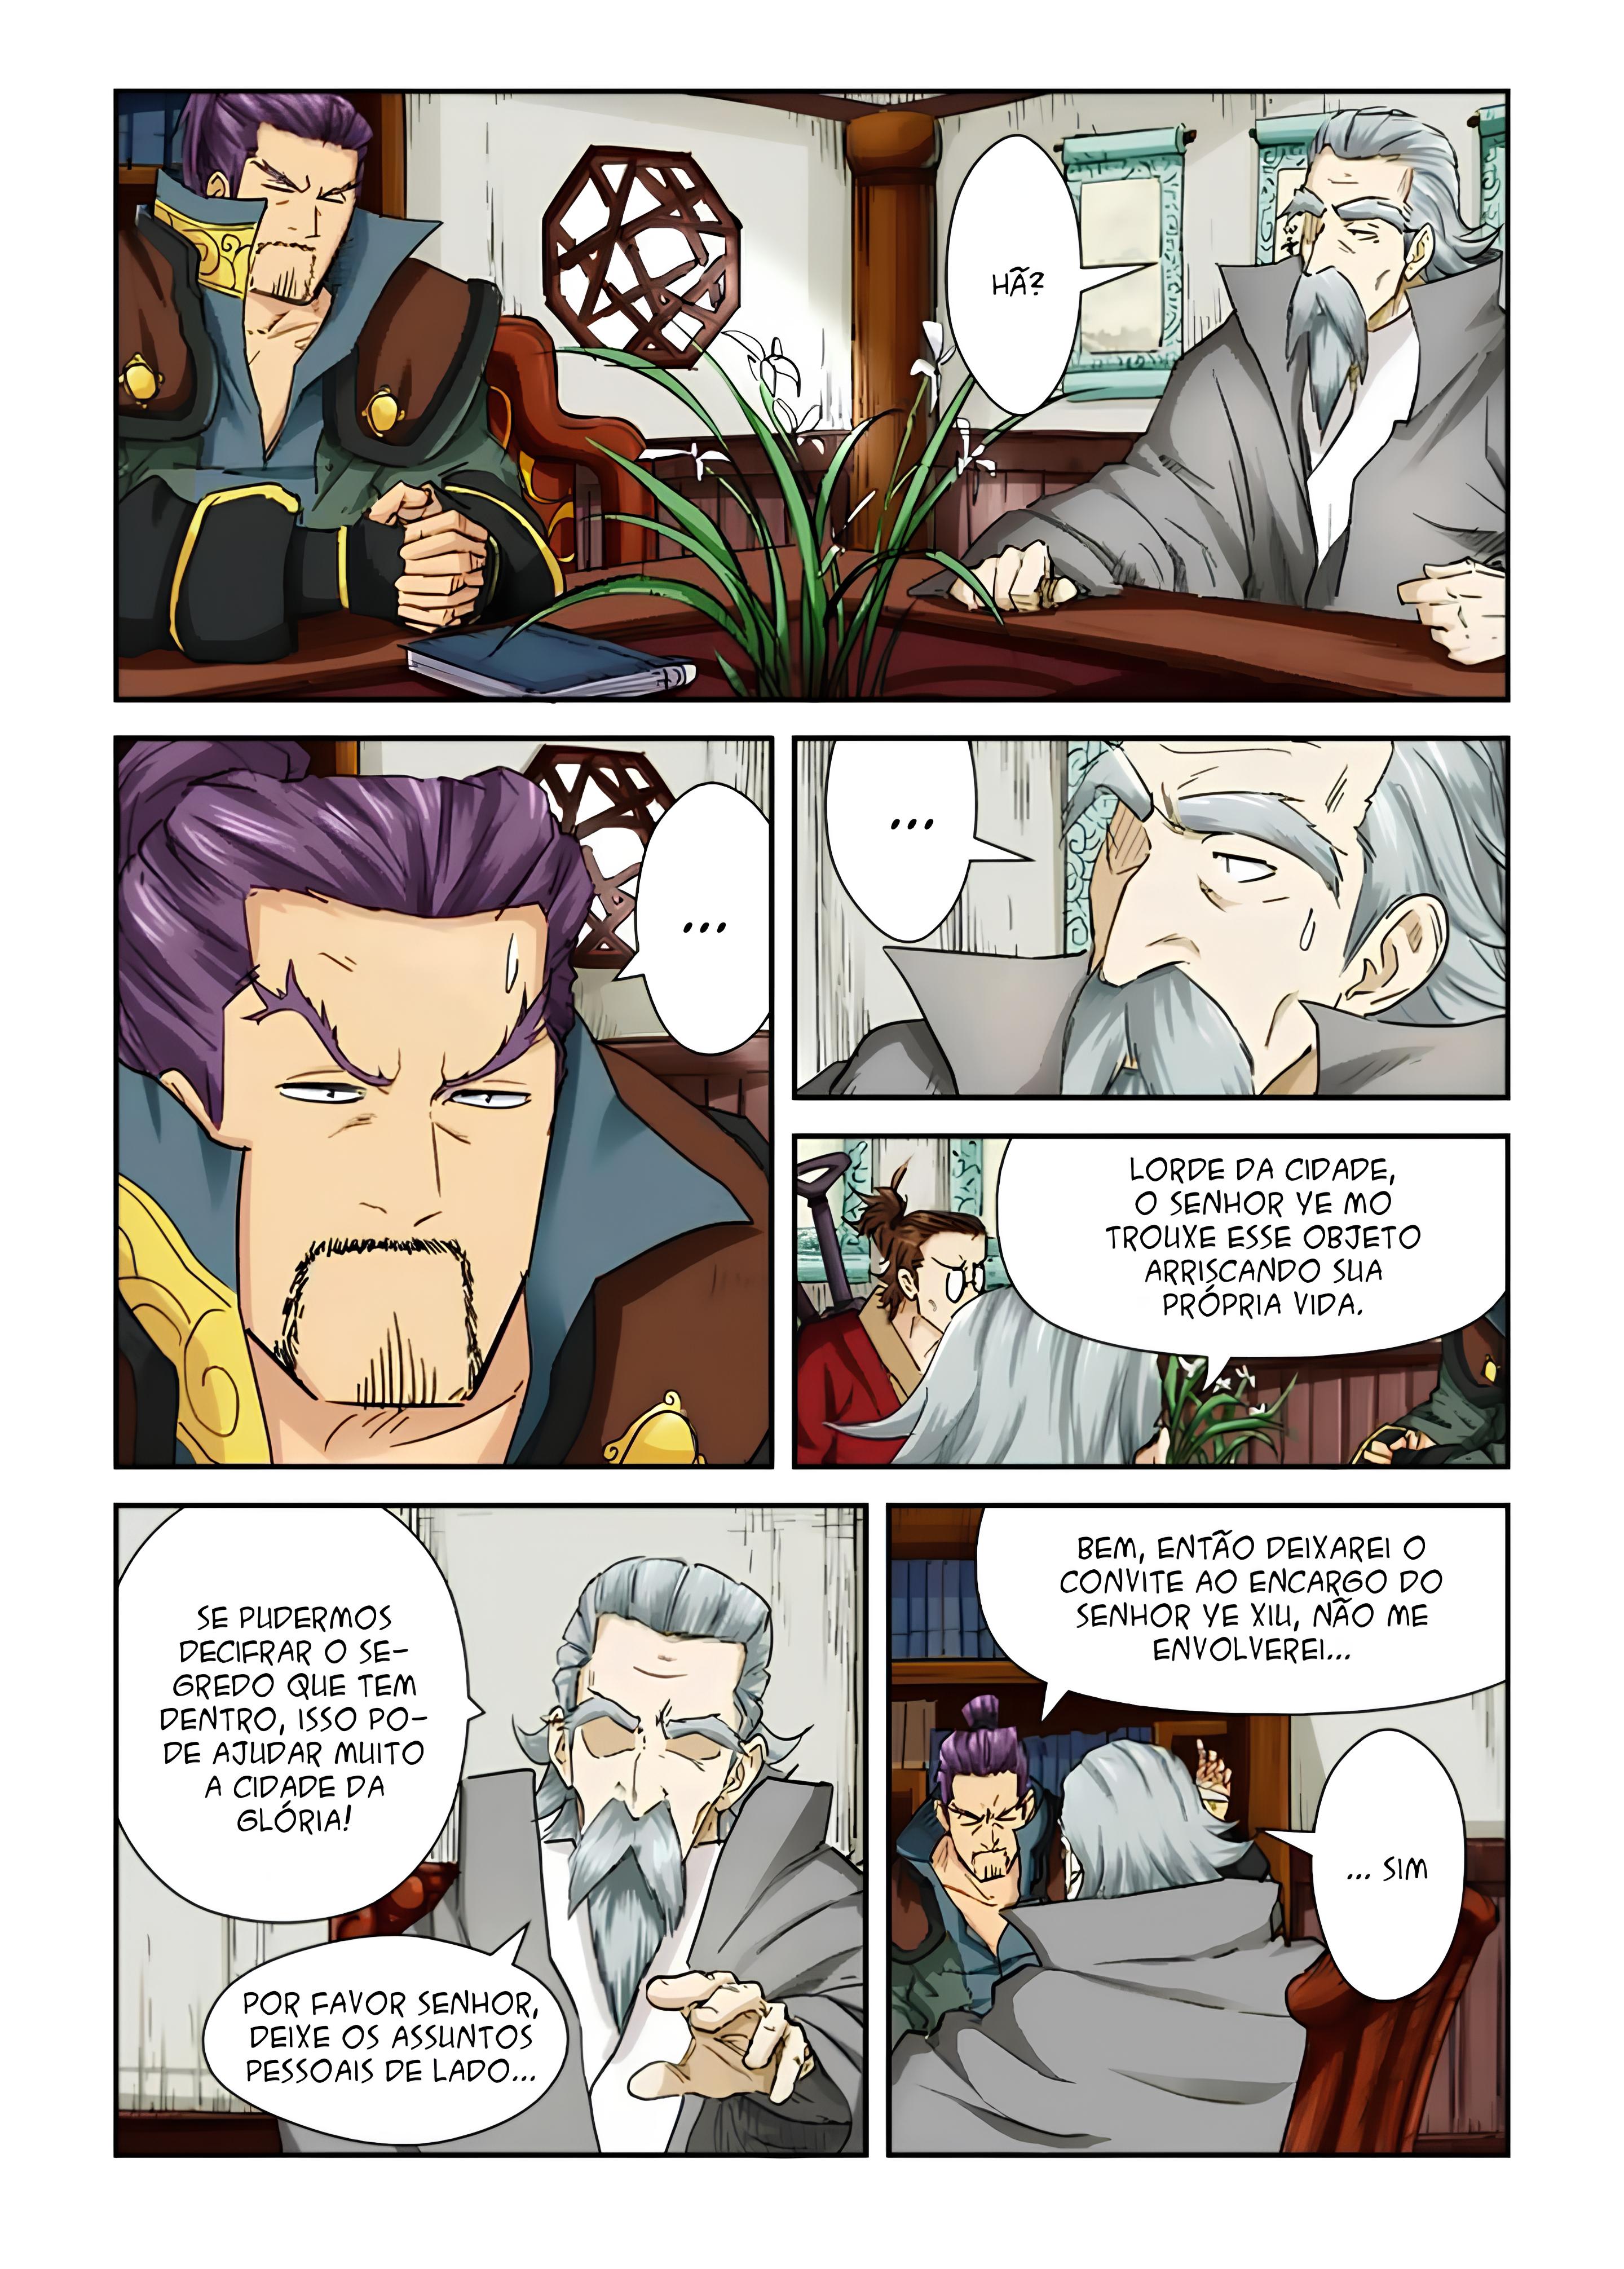 HÃ?
...
...
LORDE DA CIDADE,
O SENHOR YE MO
TROUXE ESSE OBJETO
ARRISCANDO SUA
PRÓPRIA VIDA.
SE PUDERMOS
DECIFRAR O SE-
GREDO QUE TEM
DENTRO, ISSO PO-
DE AJUDAR MUITO
A CIDADE DA
GLÓRIA!
POR FAVOR SENHOR,
DEIXE OS ASSUNTOS
PESSOAIS DE LADO...
BEM, ENTÃO DEIXAREI O
CONVITE AO ENCARGO DO
SENHOR YE XIU, NÃO ME
ENVOLVEREI...
... SIM